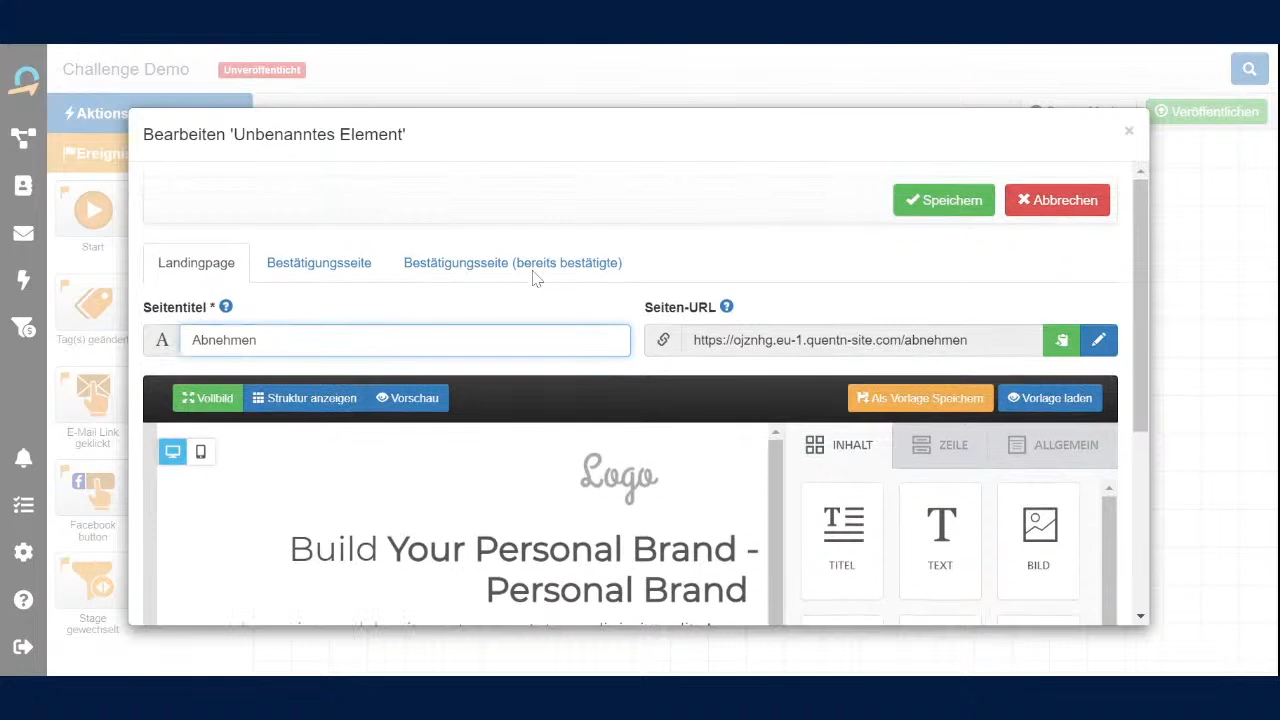 Challenge Demo
Unveröffentlicht
Aktions
Veröffentlichen
Ereignis
Bearbeiten 'Unbenanntes Element'
×
Speichern
Abbrechen
Landingpage
Bestätigungsseite
Bestätigungsseite (bereits bestätigte)
Seitentitel *
Seiten-URL
Abnehmen
https://ojznhg.eu-1.quentn-site.com/abnehmen
Vollbild
Struktur anzeigen
Vorschau
Als Vorlage Speichern
Vorlage laden
INHALT
ZEILE
ALLGEMEIN
Logo
Build Your Personal Brand -
Personal Brand
TITEL
TEXT
BILD
Start
Tag(s) geändert
E-Mail Link
geklickt
Facebook
button
Stage
gewechselt